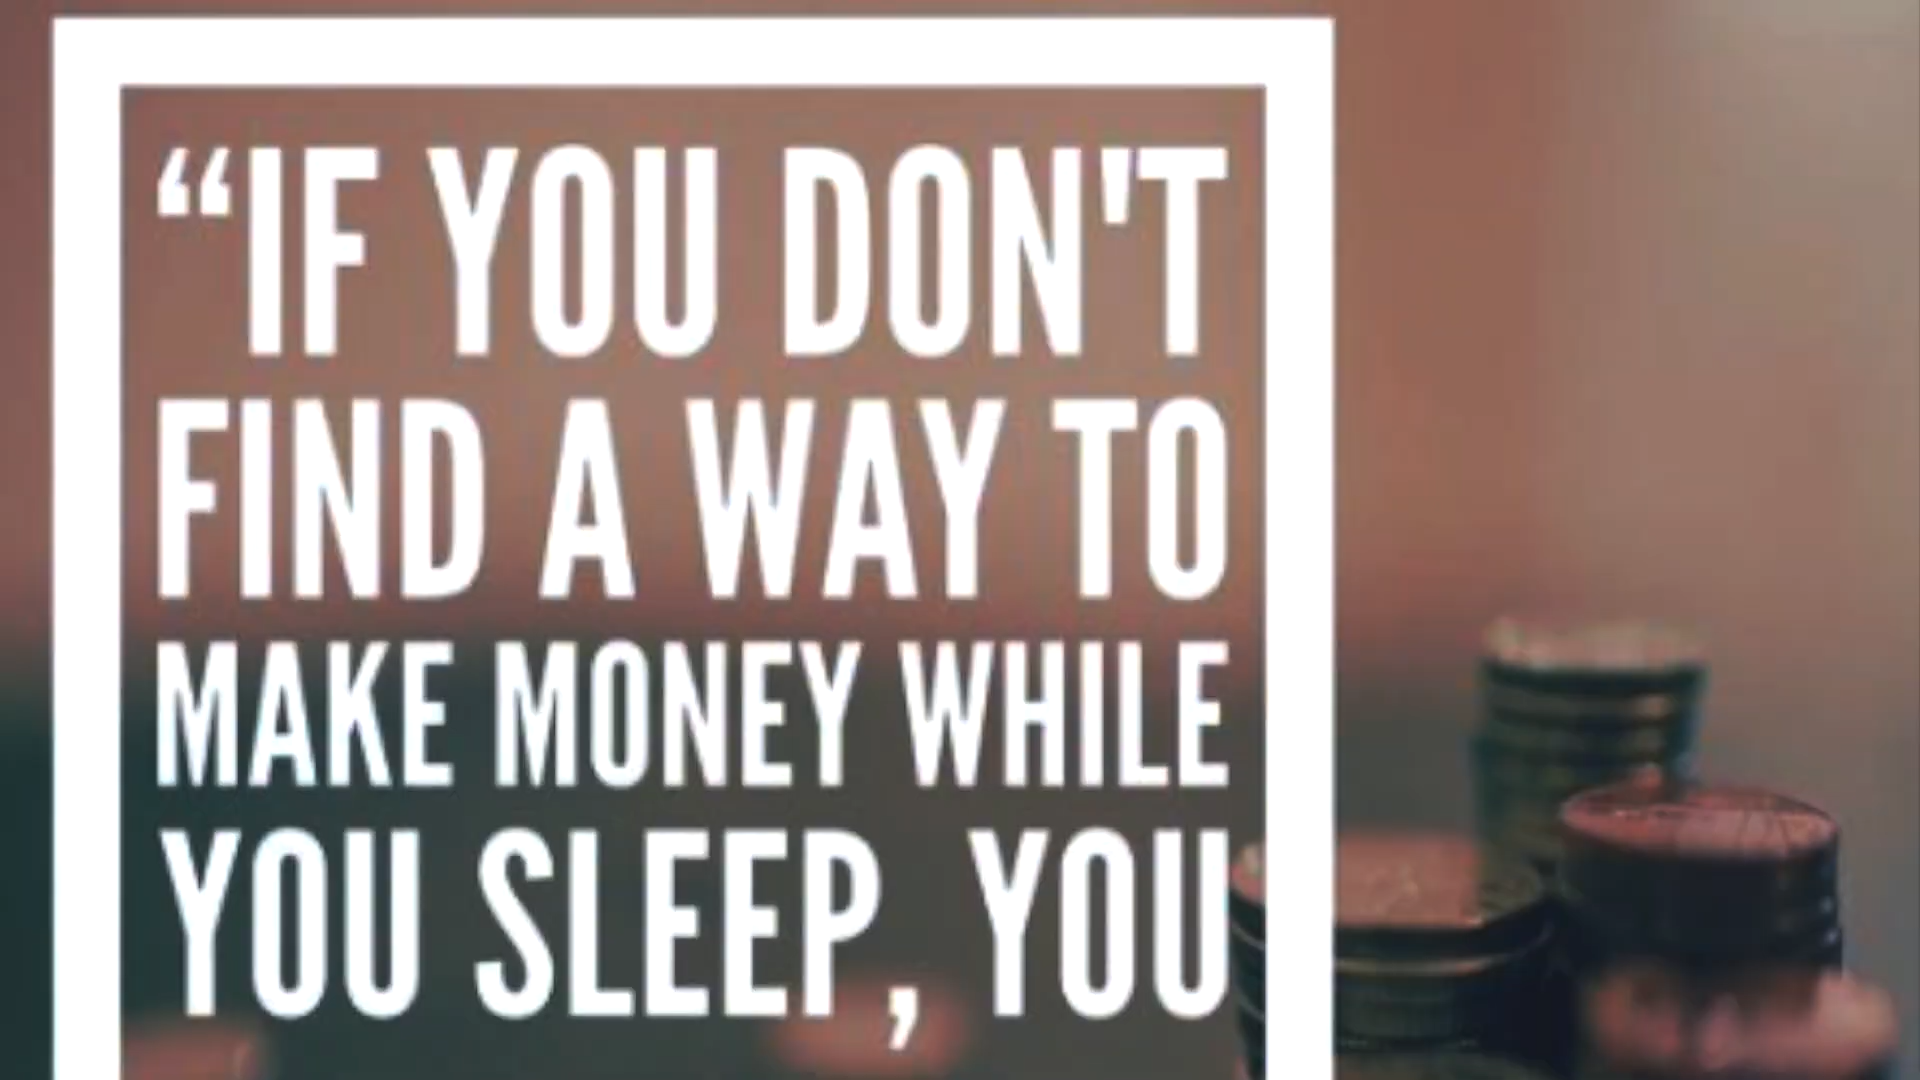 “IF YOU DON'T
FIND A WAY TO
MAKE MONEY WHILE
YOU SLEEP, YOU